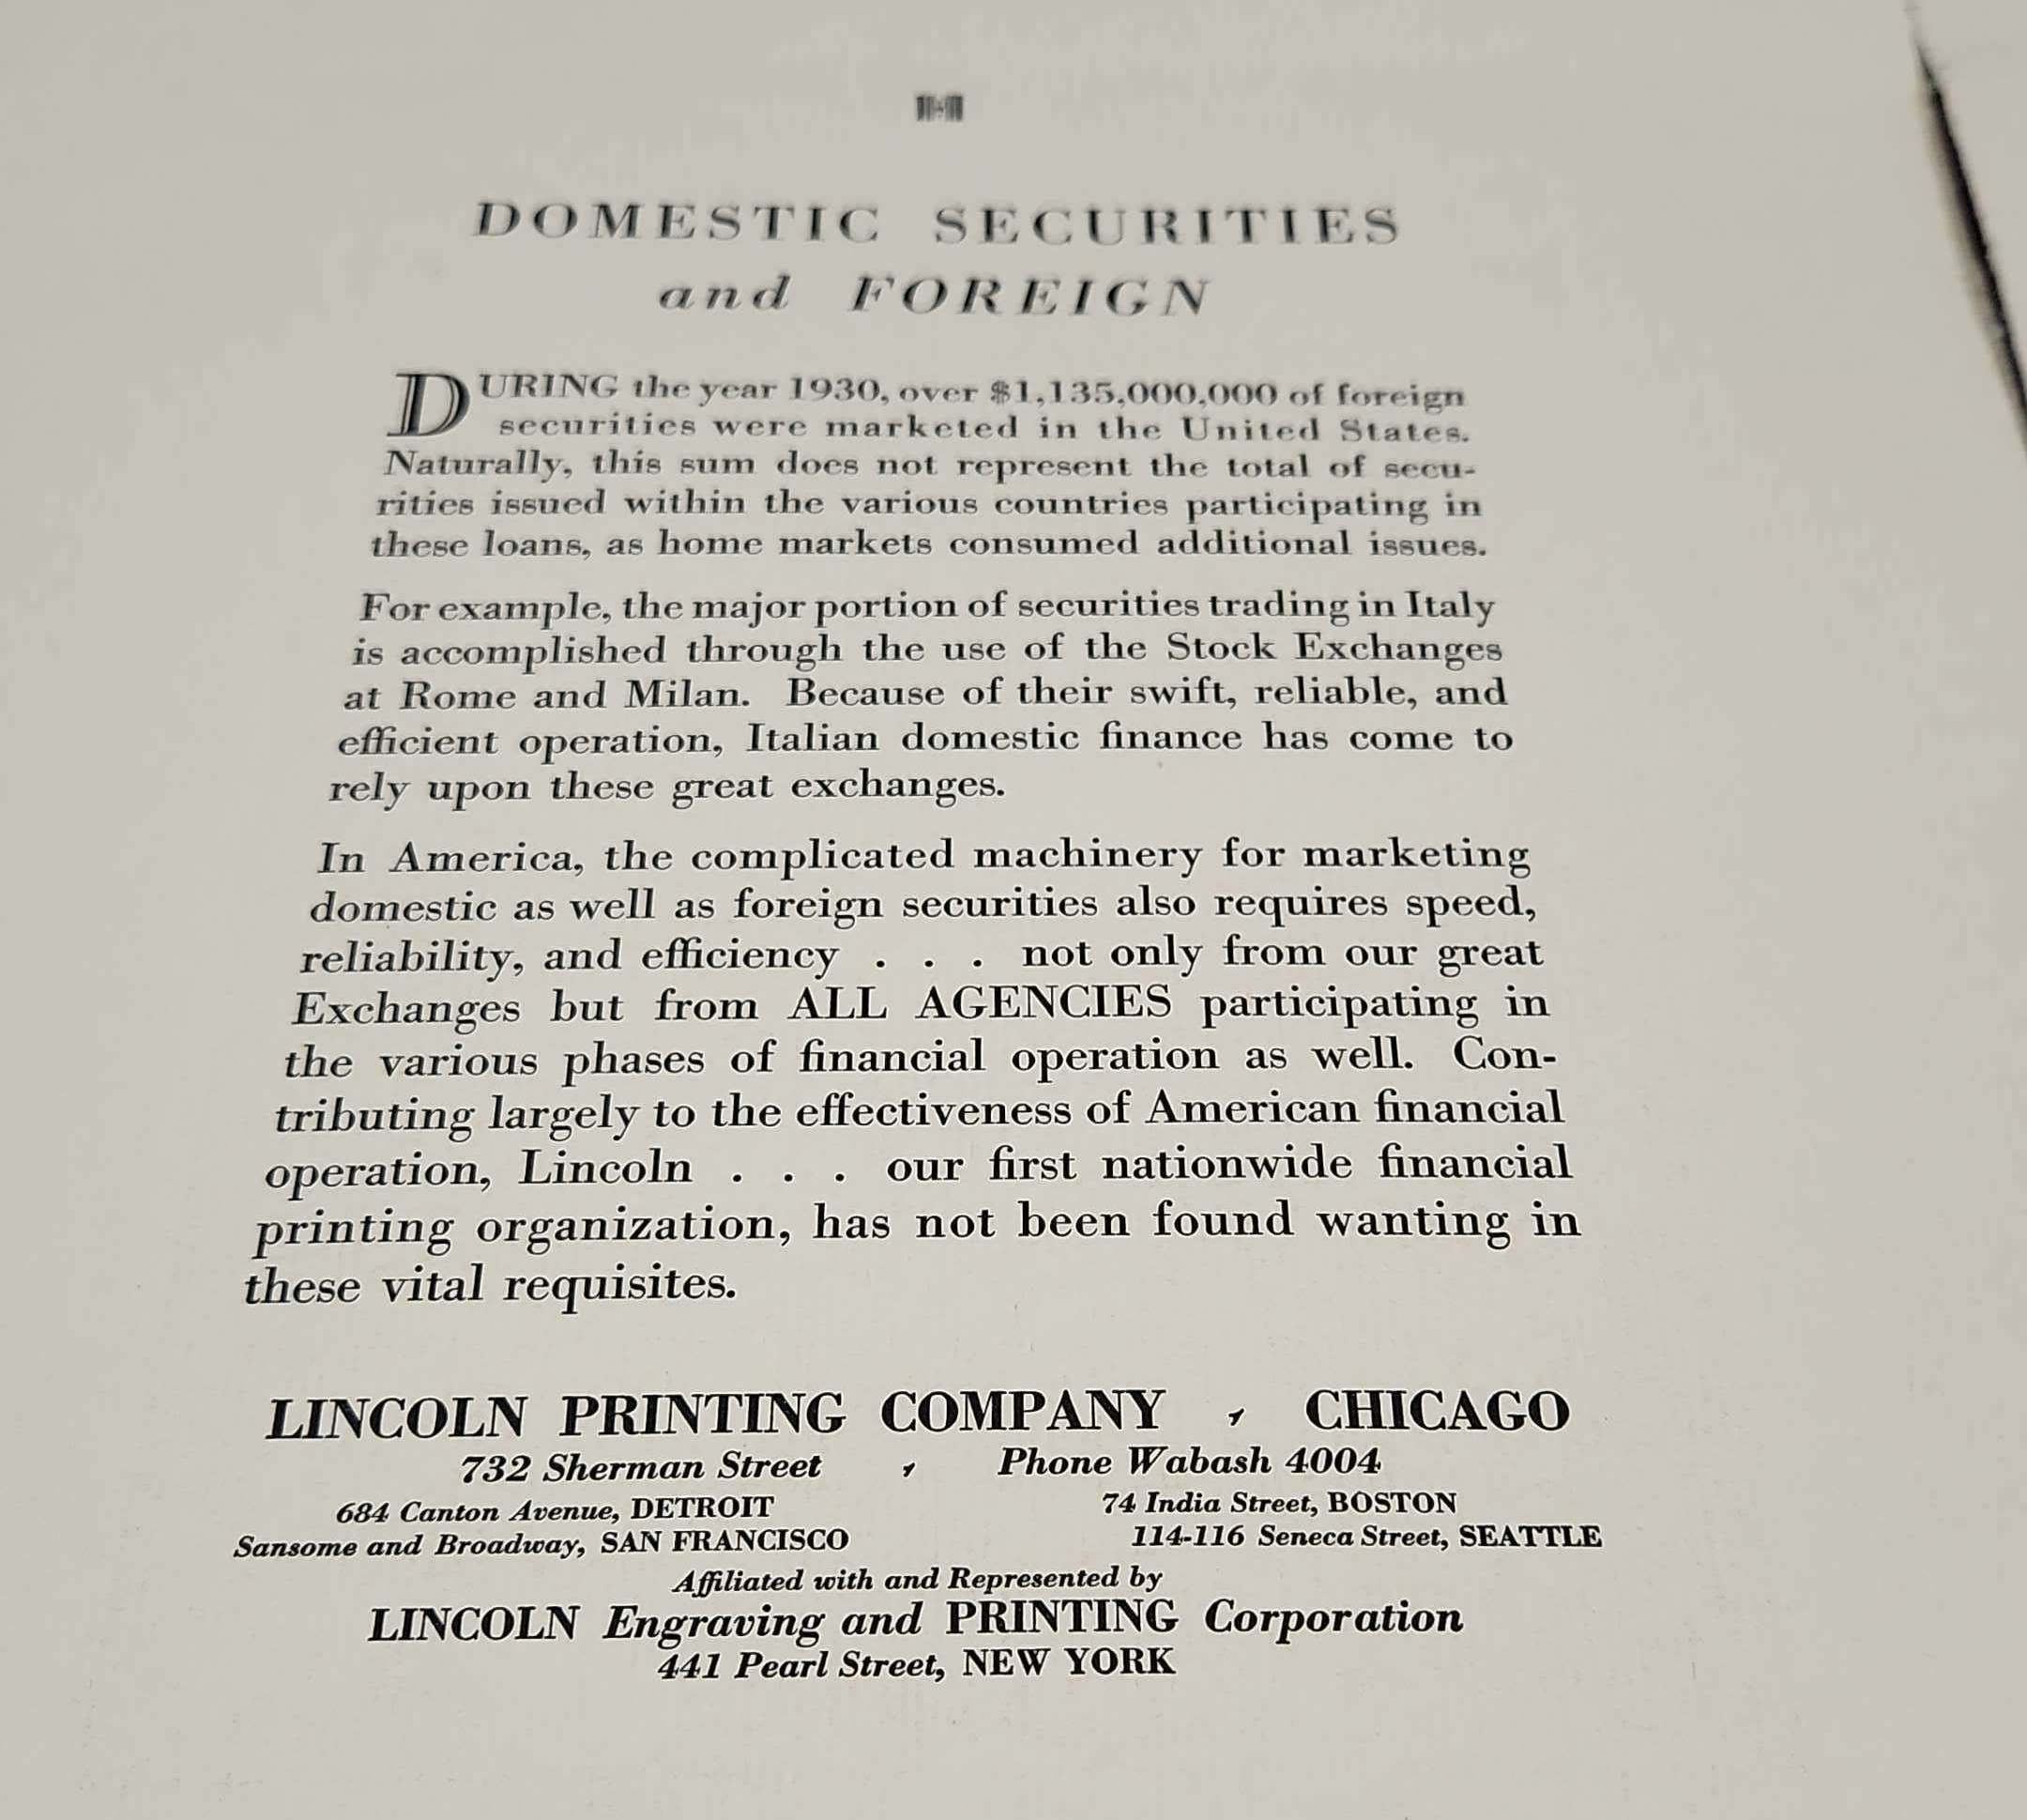 DOMESTIC SECURITIES
and FOREIGN
DURING the year 1930, over $1,135,000,000 of foreign
securities were marketed in the United States.
Naturally, this sum does not represent the total of secu-
rities issued within the various countries participating in
these loans, as home markets consumed additional issues.
For example, the major portion of securities trading in Italy
is accomplished through the use of the Stock Exchanges
at Rome and Milan. Because of their swift, reliable, and
efficient operation, Italian domestic finance has come to
rely upon these great exchanges.
In America, the complicated machinery for marketing
domestic as well as foreign securities also requires speed,
reliability, and efficiency . . . not only from our great
Exchanges but from ALL AGENCIES participating in
the various phases of financial operation as well. Con-
tributing largely to the effectiveness of American financial
operation, Lincoln . . . our first nationwide financial
printing organization, has not been found wanting in
these vital requisites.
LINCOLN PRINTING COMPANY , CHICAGO
732 Sherman Street , Phone Wabash 4004
684 Canton Avenue, DETROIT 74 India Street, BOSTON
Sansome and Broadway, SAN FRANCISCO 114-116 Seneca Street, SEATTLE
Affiliated with and Represented by
LINCOLN Engraving and PRINTING Corporation
441 Pearl Street, NEW YORK